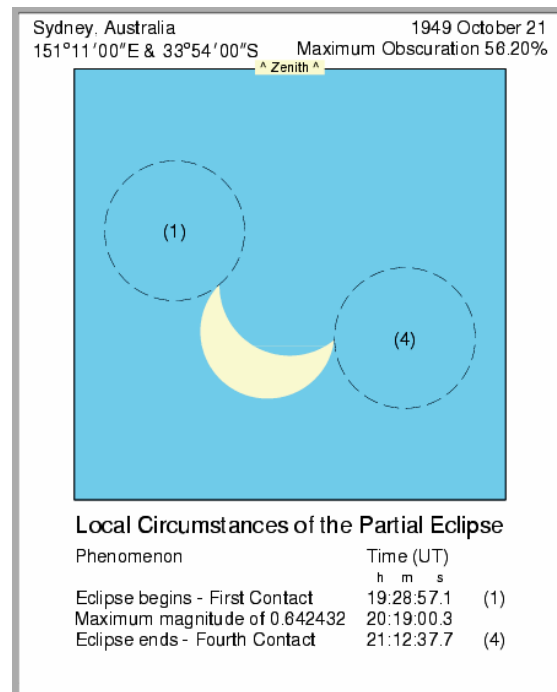 Sydney, Australia 1949 October 21
151°11'00"E & 33°54'00"S Maximum Obscuration 56.20%
^ Zenith ^
(1)
(4)
Local Circumstances of the Partial Eclipse
Phenomenon Time (UT)
h m s
Eclipse begins - First Contact 19:28:57.1 (1)
Maximum magnitude of 0.642432 20:19:00.3
Eclipse ends - Fourth Contact 21:12:37.7 (4)